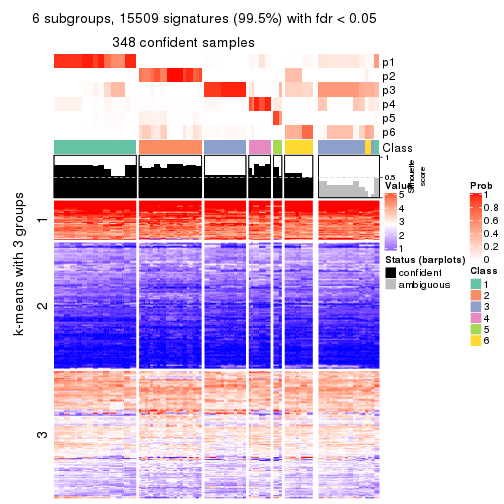 6 subgroups, 15509 signatures (99.5%) with fdr < 0.05
348 confident samples
p1
p2
p3
p4
p5
p6
Class
1
0.5
Silhouette
score
k-means with 3 groups
1
2
3
Value
5
4
3
2
1
Status (barplots)
confident
ambiguous
Prob
1
0.8
0.6
0.4
0.2
0
Class
1
2
3
4
5
6